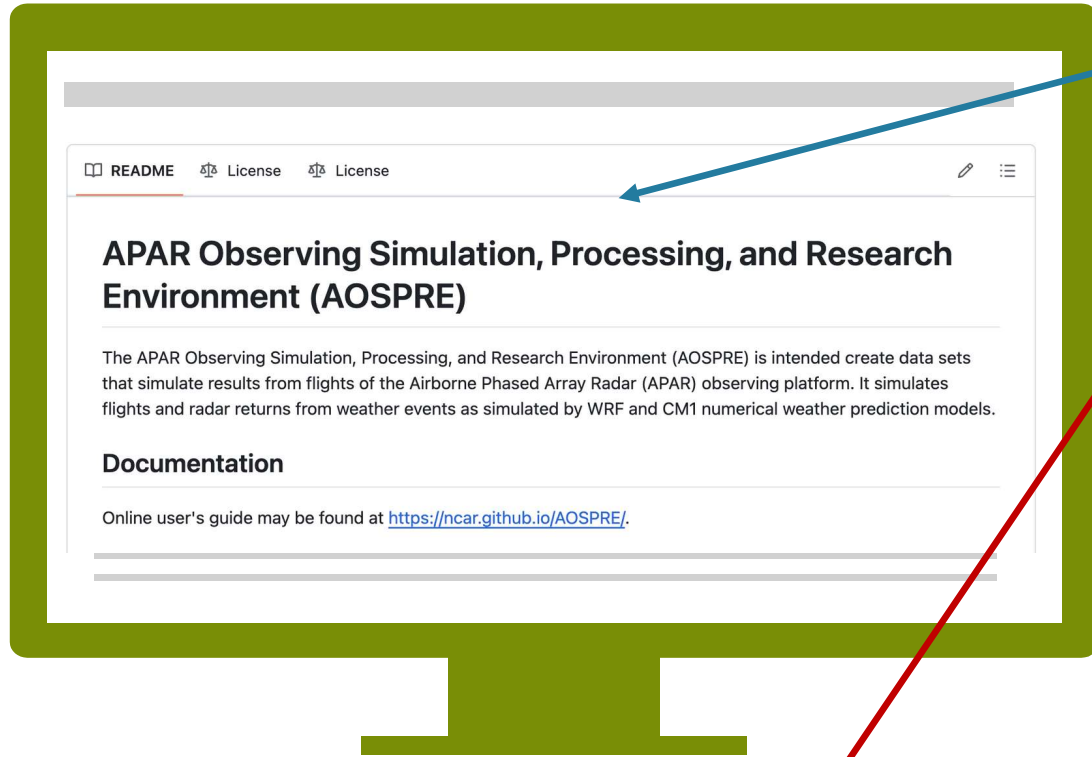 README License License
APAR Observing Simulation, Processing, and Research
Environment (AOSPRE)
The APAR Observing Simulation, Processing, and Research Environment (AOSPRE) is intended create data sets
that simulate results from flights of the Airborne Phased Array Radar (APAR) observing platform. It simulates
flights and radar returns from weather events as simulated by WRF and CM1 numerical weather prediction models.
Documentation
Online user's guide may be found at https://ncar.github.io/AOSPRE/.